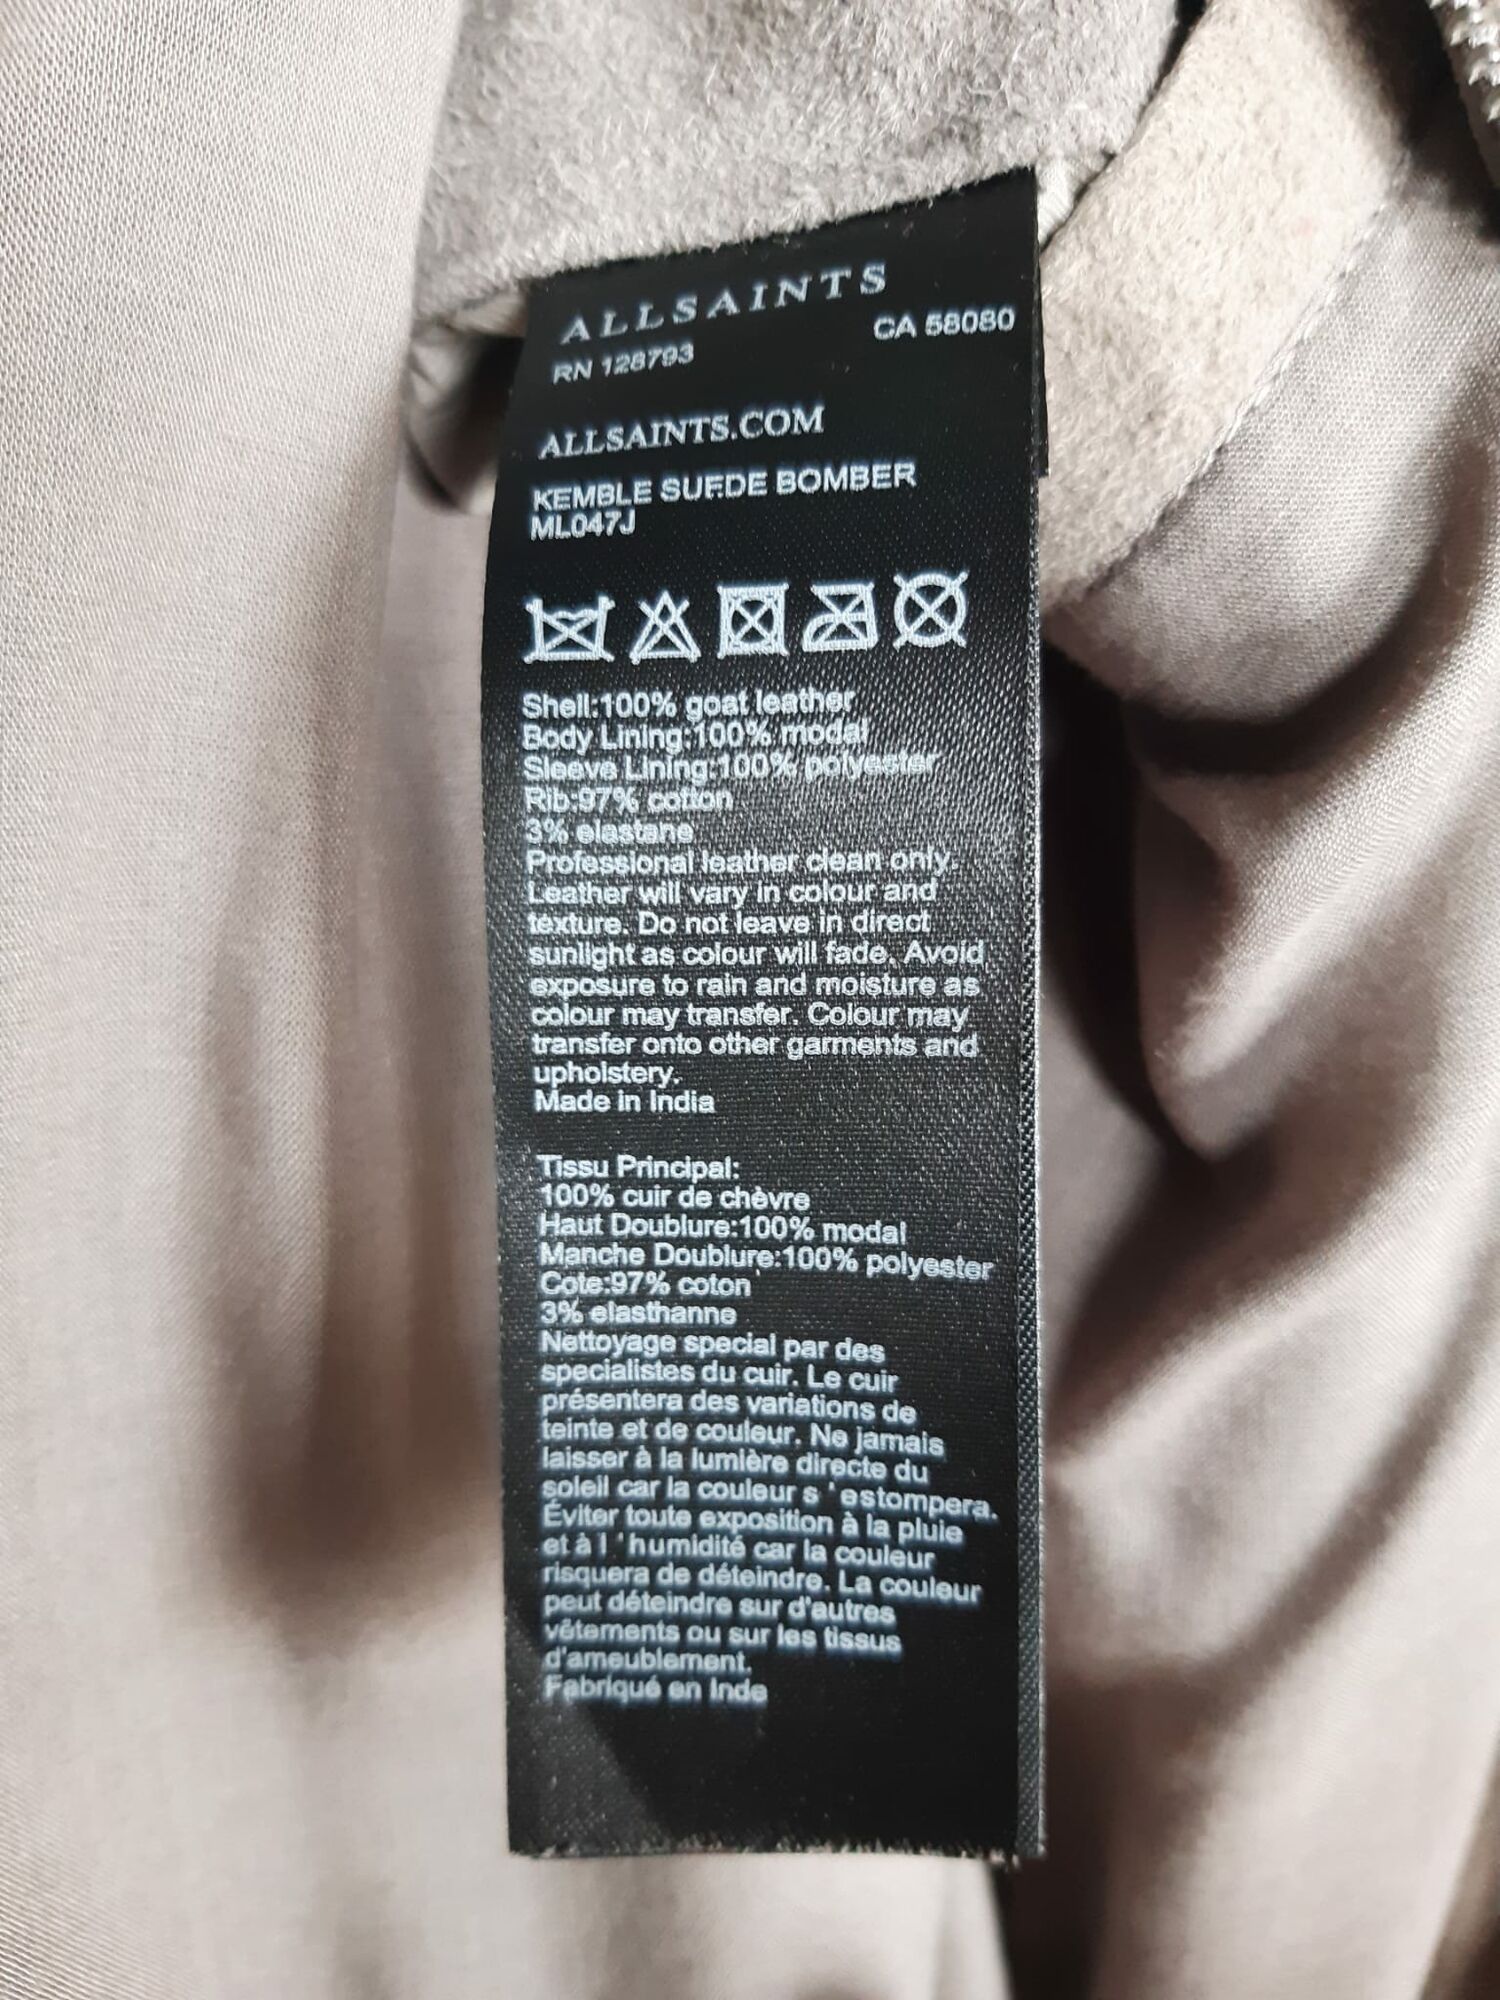 ALLSAINTS
RN 128793 CA 58080
ALLSAINTS.COM
KEMBLE SUEDE BOMBER
ML047J
Shell:100% goat leather
Body Lining:100% modal
Sleeve Lining:100% polyester
Rib:97% cotton
3% elastane
Professional leather clean only.
Leather will vary in colour and
texture. Do not leave in direct
sunlight as colour will fade. Avoid
exposure to rain and moisture as
colour may transfer. Colour may
transfer onto other garments and
upholstery.
Made in India
Tissu Principal:
100% cuir de chèvre
Haut Doublure:100% modal
Manche Doublure:100% polyester
Cote:97% coton
3% elasthanne
Nettoyage special par des
specialistes du cuir. Le cuir
présentera des variations de
teinte et de couleur. Ne jamais
laisser à la lumière directe du
soleil car la couleur s 'estompera.
Éviter toute exposition à la pluie
et à l 'humidité car la couleur
risquera de déteindre. La couleur
peut déteindre sur d'autres
vêtements ou sur les tissus
d'ameublement.
Fabriqué en Inde